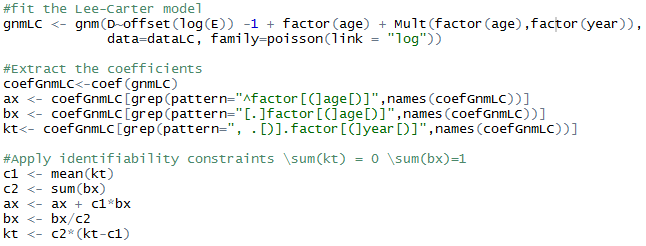 #fit the Lee-Carter model
gnmLC <- gnm(D~offset(log(E)) -1 + factor(age) + Mult(factor(age),factor(year)),
data=dataLC, family=poisson(link = "log"))
#Extract the coefficients
coefGnmLC<-coef(gnmLC)
ax <- coefGnmLC[grep(pattern="^factor[(]age[)]",names(coefGnmLC))]
bx <- coefGnmLC[grep(pattern="[.]factor[(]age[)]",names(coefGnmLC))]
kt<- coefGnmLC[grep(pattern=", .[)].factor[(]year[)]",names(coefGnmLC))]
#Apply identifiability constraints \sum(kt) = 0 \sum(bx)=1
c1 <- mean(kt)
c2 <- sum(bx)
ax <- ax + c1*bx
bx <- bx/c2
kt <- c2*(kt-c1)